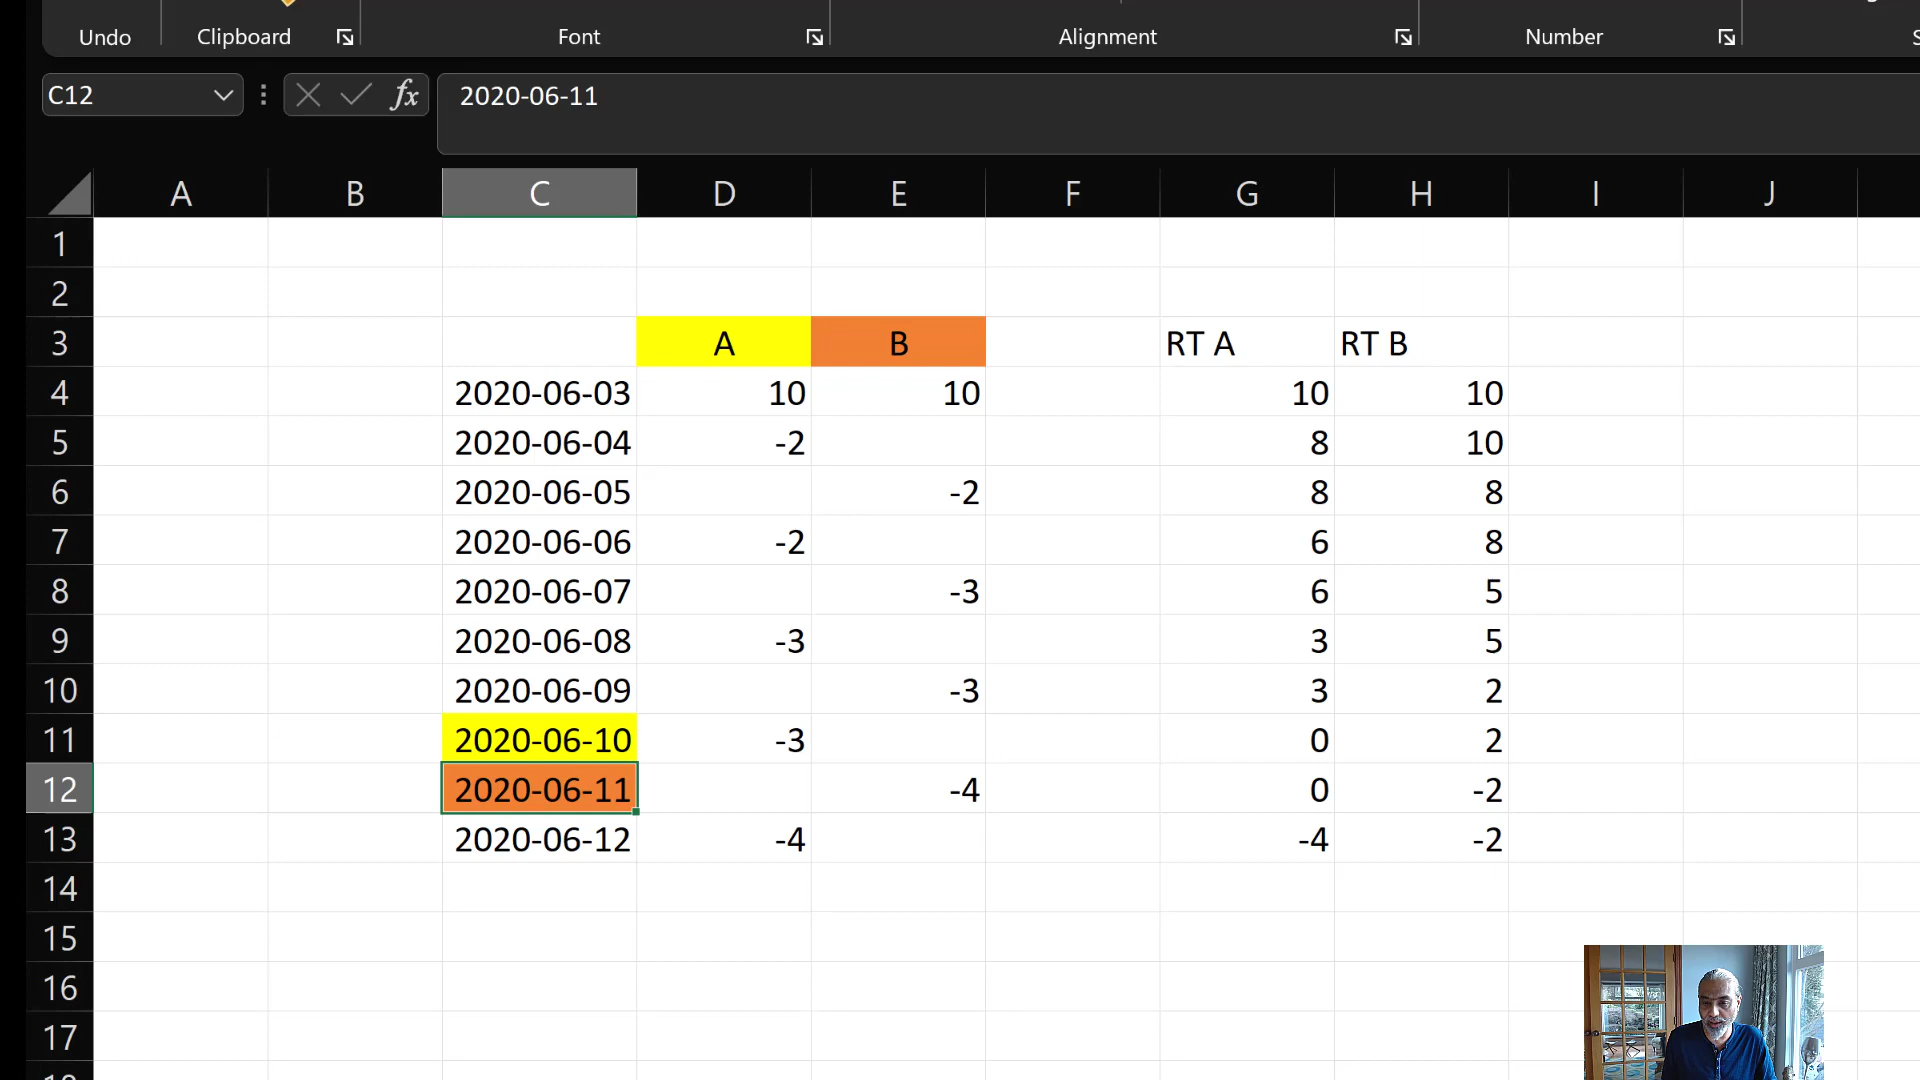 Undo Clipboard Font Alignment Number
C12 fx 2020-06-11
A B C D E F G H I J
1
2
3 A B RT A RT B
4 2020-06-03 10 10 10 10
5 2020-06-04 -2 8 10
6 2020-06-05 -2 8 8
7 2020-06-06 -2 6 8
8 2020-06-07 -3 6 5
9 2020-06-08 -3 3 5
10 2020-06-09 -3 3 2
11 2020-06-10 -3 0 2
12 2020-06-11 -4 0 -2
13 2020-06-12 -4 -4 -2
14
15
16
17